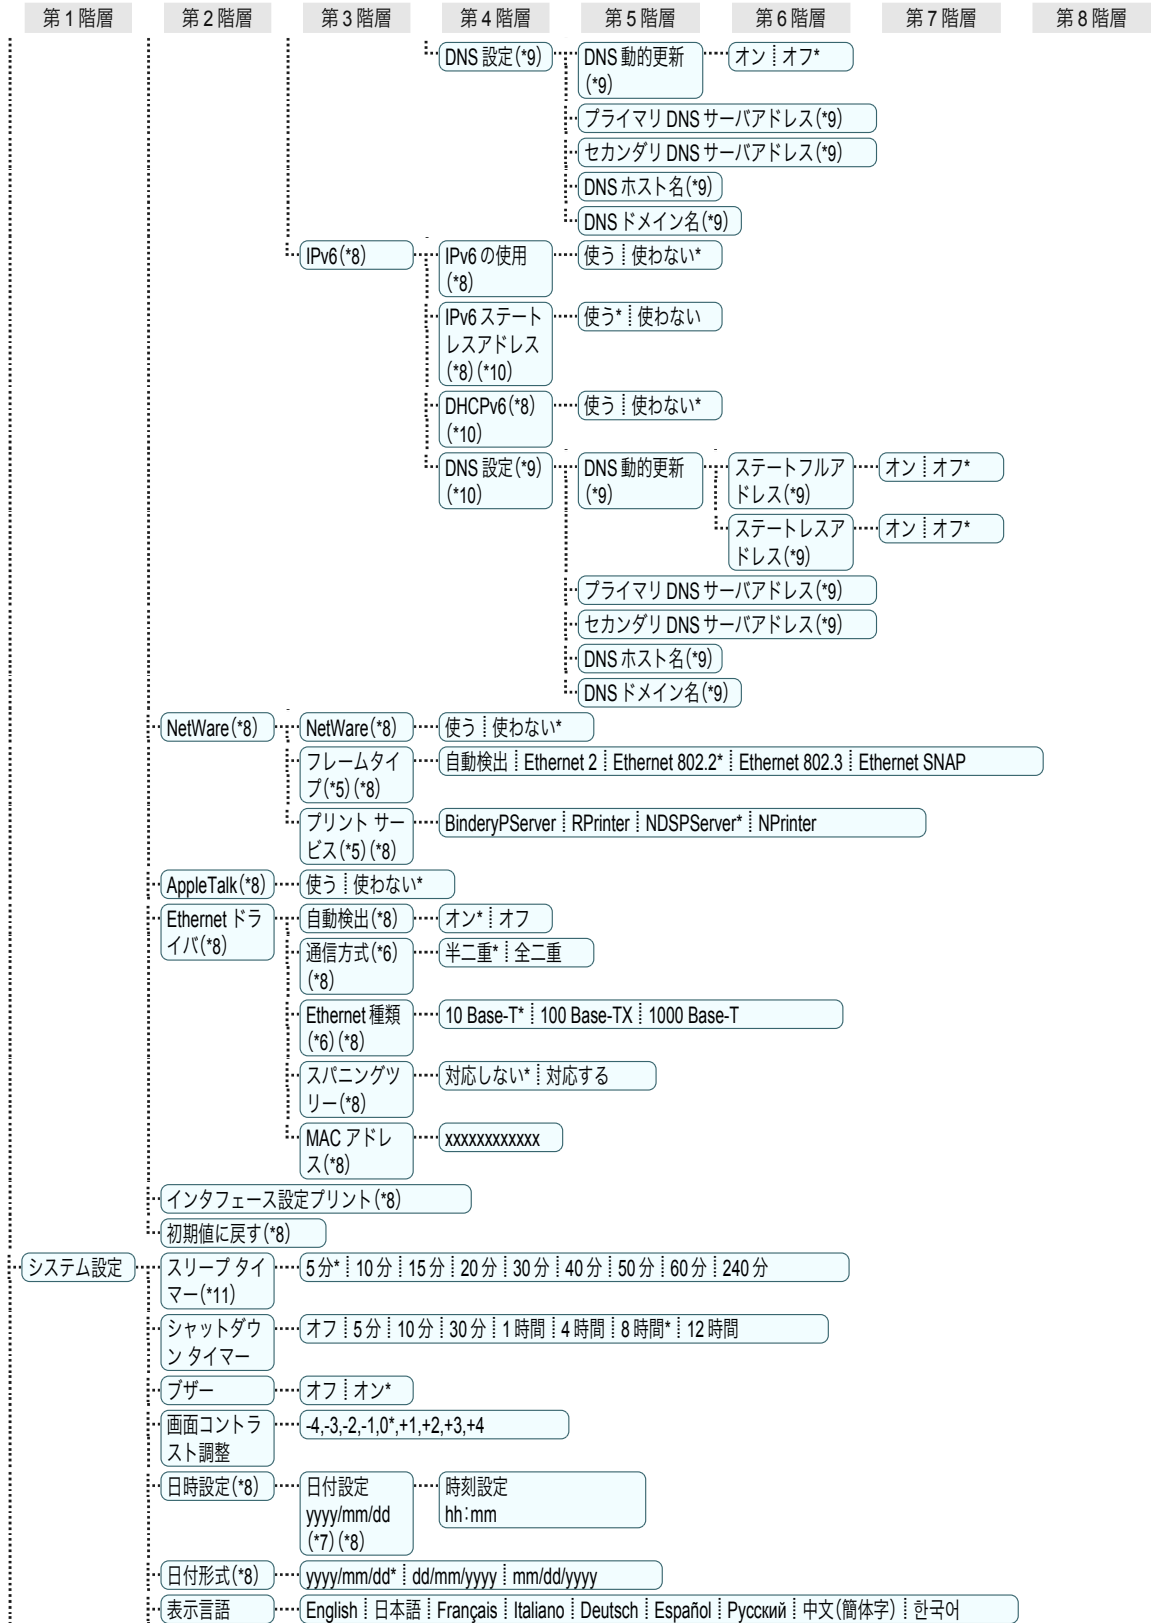 第1階層 第2階層 第3階層 第4階層 第5階層 第6階層 第7階層 第8階層
DNS 設定(*9) DNS 動的更新 オン┊オフ*
(*9)
プライマリ DNS サーバアドレス(*9)
セカンダリ DNS サーバアドレス(*9)
DNS ホスト名(*9)
DNS ドメイン名(*9)
IPv6(*8) IPv6 の使用 使う┊使わない*
(*8)
IPv6 ステート 使う*┊使わない
レスアドレス
(*8)(*10)
DHCPv6(*8) 使う┊使わない*
(*10)
DNS 設定(*9) DNS 動的更新 ステートフルア オン┊オフ*
(*10) (*9) ドレス(*9)
ステートレスア オン┊オフ*
ドレス(*9)
プライマリ DNS サーバアドレス(*9)
セカンダリ DNS サーバアドレス(*9)
DNS ホスト名(*9)
DNS ドメイン名(*9)
NetWare(*8) NetWare(*8) 使う┊使わない*
フレームタイ 自動検出┊Ethernet 2┊Ethernet 802.2*┊Ethernet 802.3┊Ethernet SNAP
プ(*5)(*8)
プリント サー BinderyPServer┊RPrinter┊NDSPServer*┊NPrinter
ビス(*5)(*8)
AppleTalk(*8) 使う┊使わない*
Ethernet ドラ 自動検出(*8) オン*┊オフ
イバ(*8) 通信方式(*6) 半二重*┊全二重
(*8)
Ethernet 種類 10 Base-T*┊100 Base-TX┊1000 Base-T
(*6)(*8)
スパニングツ 対応しない*┊対応する
リー(*8)
MAC アドレ xxxxxxxxxxxx
ス(*8)
インタフェース設定プリント(*8)
初期値に戻す(*8)
システム設定 スリープ タイ 5分*┊10分┊15分┊20分┊30分┊40分┊50分┊60分┊240分
マー(*11)
シャットダウ オフ┊5分┊10分┊30分┊1時間┊4時間┊8時間*┊12時間
ン タイマー
ブザー オフ┊オン*
画面コントラ -4,-3,-2,-1,0*,+1,+2,+3,+4
スト調整
日時設定(*8) 日付設定 時刻設定
yyyy/mm/dd hh:mm
(*7)(*8)
日付形式(*8) yyyy/mm/dd*┊dd/mm/yyyy┊mm/dd/yyyy
表示言語 English┊日本語┊Français┊Italiano┊Deutsch┊Español┊Русский┊中文(简体字)┊한국어